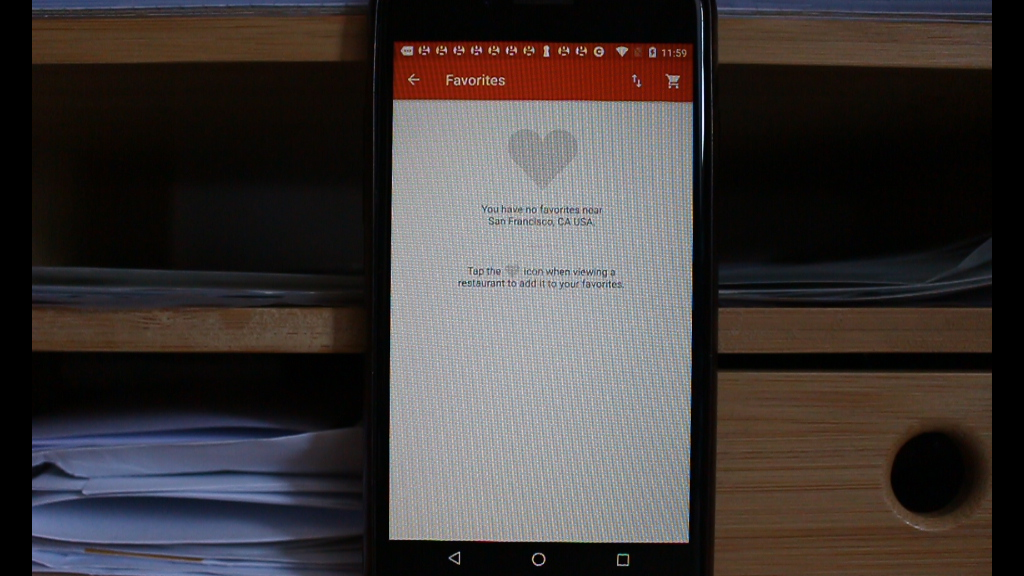 11:59
Favorites
You have no favorites near
San Francisco, CA USA.
Tap the icon when viewing a
restaurant to add it to your favorites.